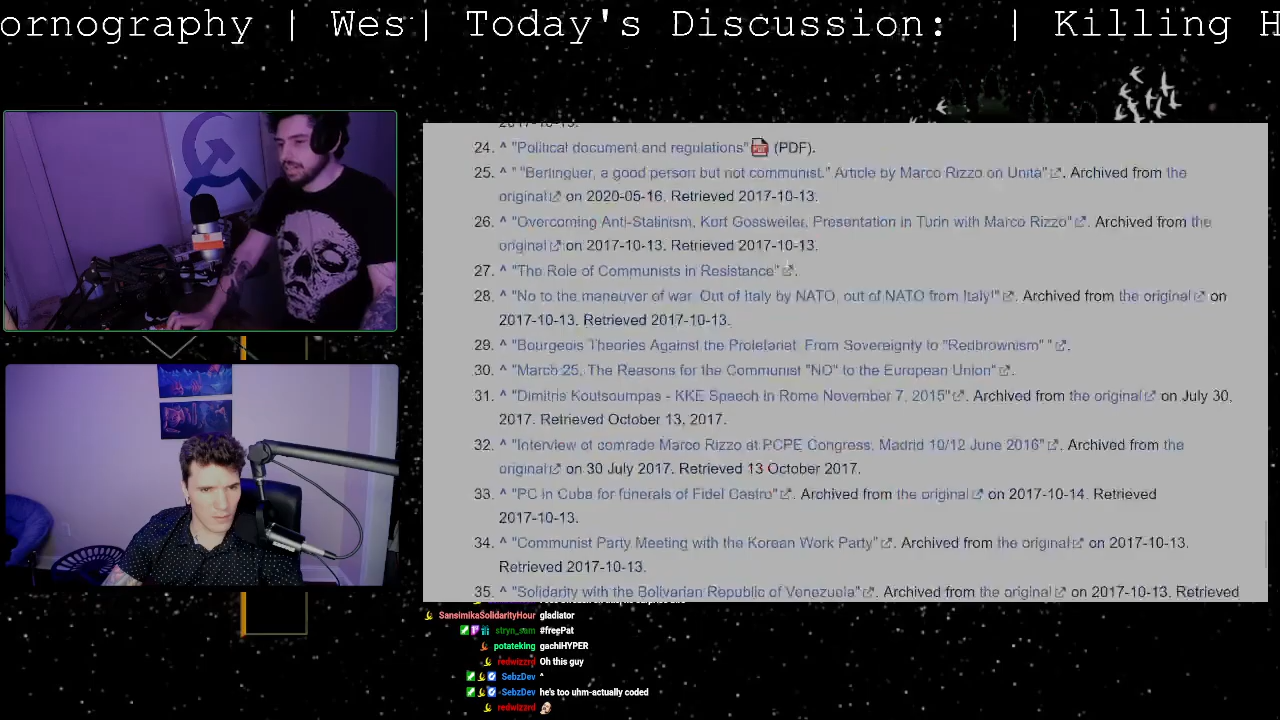 ornography | Wes | Today's Discussion: | Killing H
2017-10-13.
24. ^ "Political document and regulations" (PDF).
25. ^ " "Berlinguer, a good person but not communist." Article by Marco Rizzo on Unità". Archived from the
original on 2020-05-16. Retrieved 2017-10-13.
26. ^ "Overcoming Anti-Stalinism, Kurt Gossweiler, Presentation in Turin with Marco Rizzo". Archived from the
original on 2017-10-13. Retrieved 2017-10-13.
27. ^ "The Role of Communists in Resistance".
28. ^ "No to the maneuver of war. Out of Italy by NATO, out of NATO from Italy!". Archived from the original on
2017-10-13. Retrieved 2017-10-13.
29. ^ "Bourgeois Theories Against the Proletariat. From Sovereignty to "Redbrownism" ".
30. ^ "March 25, The Reasons for the Communist "NO" to the European Union".
31. ^ "Dimitris Koutsoumpas - KKE Speech in Rome November 7, 2015". Archived from the original on July 30,
2017. Retrieved October 13, 2017.
32. ^ "Interview of comrade Marco Rizzo at PCPE Congress, Madrid 10/12 June 2016". Archived from the
original on 30 July 2017. Retrieved 13 October 2017.
33. ^ "PC in Cuba for funerals of Fidel Castro". Archived from the original on 2017-10-14. Retrieved
2017-10-13.
34. ^ "Communist Party Meeting with the Korean Work Party". Archived from the original on 2017-10-13.
Retrieved 2017-10-13.
35. ^ "Solidarity with the Bolivarian Republic of Venezuela". Archived from the original on 2017-10-13. Retrieved
SansimikaSolidarityHour gladiator
stryn_sam #freePat
potateking gachiHYPER
redwizzrd Oh this guy
SebzDev ^
SebzDev he's too uhm-actually coded
redwizzrd